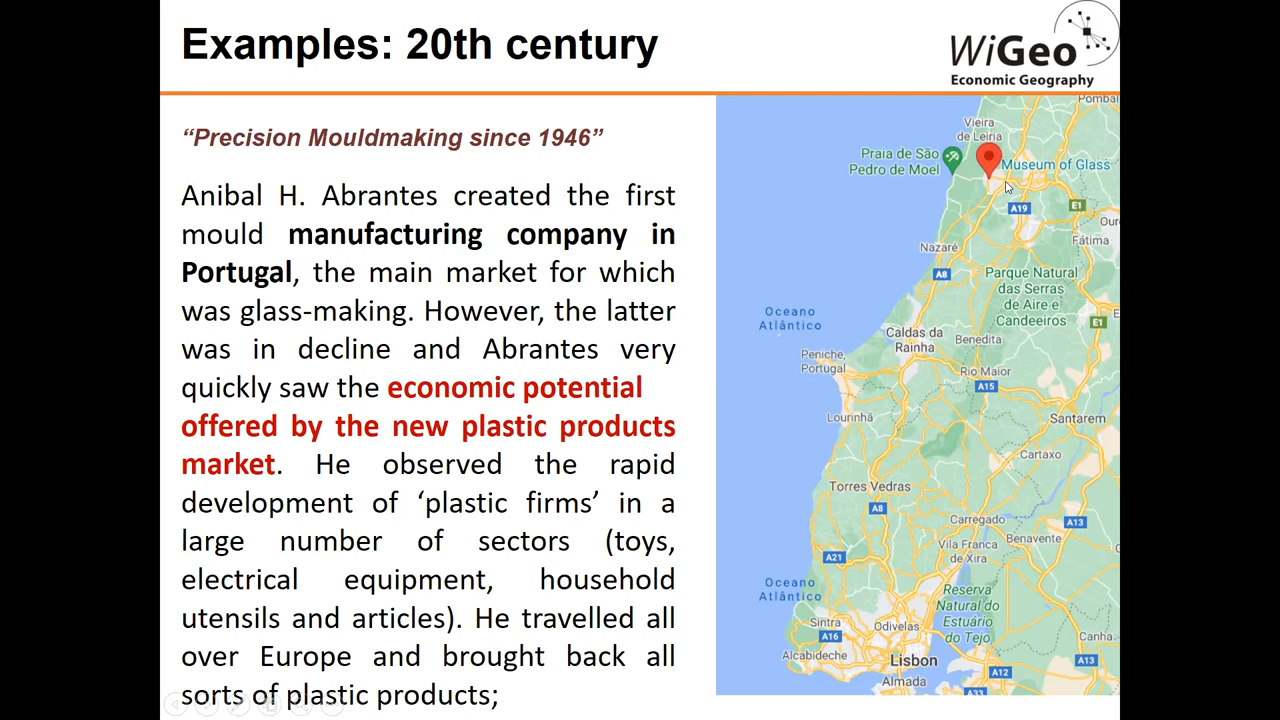 Examples: 20th century
WiGeo
Economic Geography
“Precision Mouldmaking since 1946”
Anibal H. Abrantes created the first
mould manufacturing company in
Portugal, the main market for which
was glass-making. However, the latter
was in decline and Abrantes very
quickly saw the economic potential
offered by the new plastic products
market. He observed the rapid
development of ‘plastic firms’ in a
large number of sectors (toys,
electrical equipment, household
utensils and articles). He travelled all
over Europe and brought back all
sorts of plastic products;
Pombal
Vieira
de Leiria
Praia de São
Pedro de Moel
Museum of Glass
A19
E1
Our
Fátima
Nazaré
A8
Parque Natural
das Serras
de Aire e
Candeeiros
Oceano
Atlântico
E1
Caldas da
Rainha
Benedita
Peniche,
Portugal
Rio Maior
A15
Lourinhã
Santarem
Cartaxo
Torres Vedras
A8
Carregado
A13
Vila Franca
de Xira
Benavente
A21
Oceano
Atlântico
Reserva
Natural do
Estuário
do Tejo
Sintra
Odivelas
A16
Canha
Alcabideche
Lisbon
A13
Almada
A12
A33